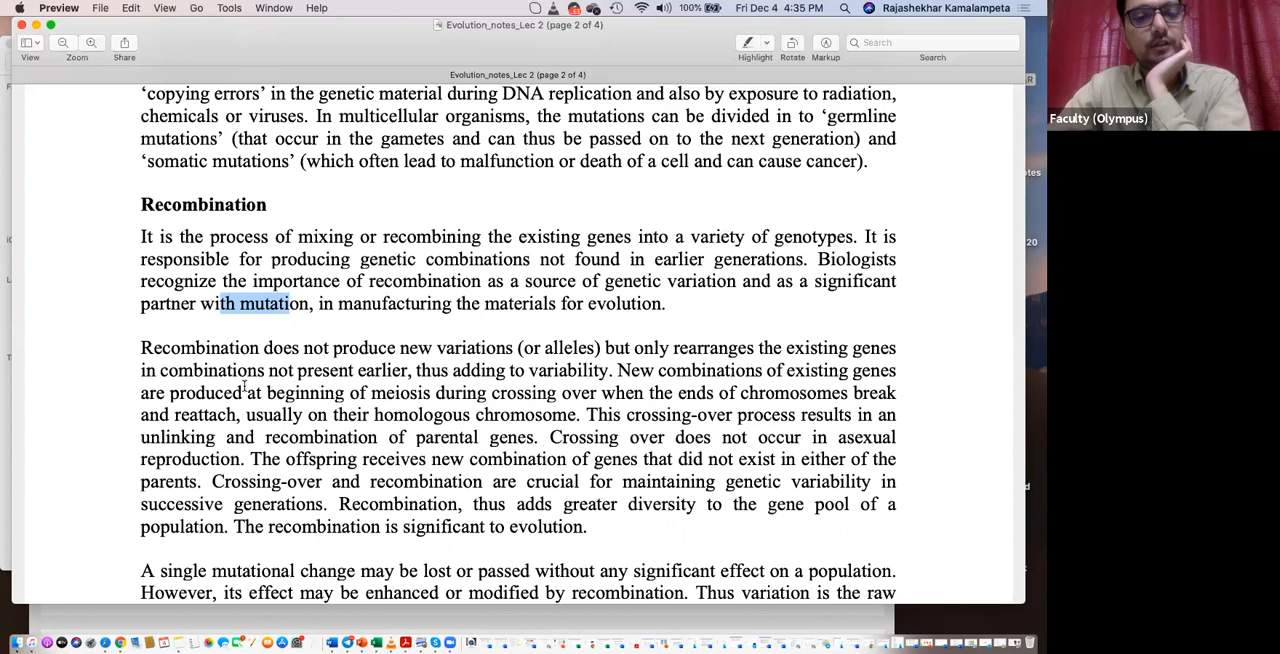 Preview File Edit View Go Tools Window Help 100% Fri Dec 4 4:35 PM Rajashekhar Kamalampeta
Evolution_notes_Lec 2 (page 2 of 4)
Search
View Zoom Share Highlight Rotate Markup Search
Evolution_notes_Lec 2 (page 2 of 4)
‘copying errors’ in the genetic material during DNA replication and also by exposure to radiation,
chemicals or viruses. In multicellular organisms, the mutations can be divided in to ‘germline
mutations’ (that occur in the gametes and can thus be passed on to the next generation) and
‘somatic mutations’ (which often lead to malfunction or death of a cell and can cause cancer).
Recombination
It is the process of mixing or recombining the existing genes into a variety of genotypes. It is
responsible for producing genetic combinations not found in earlier generations. Biologists
recognize the importance of recombination as a source of genetic variation and as a significant
partner with mutation, in manufacturing the materials for evolution.
Recombination does not produce new variations (or alleles) but only rearranges the existing genes
in combinations not present earlier, thus adding to variability. New combinations of existing genes
are produced at beginning of meiosis during crossing over when the ends of chromosomes break
and reattach, usually on their homologous chromosome. This crossing-over process results in an
unlinking and recombination of parental genes. Crossing over does not occur in asexual
reproduction. The offspring receives new combination of genes that did not exist in either of the
parents. Crossing-over and recombination are crucial for maintaining genetic variability in
successive generations. Recombination, thus adds greater diversity to the gene pool of a
population. The recombination is significant to evolution.
A single mutational change may be lost or passed without any significant effect on a population.
However, its effect may be enhanced or modified by recombination. Thus variation is the raw
Faculty (Olympus)